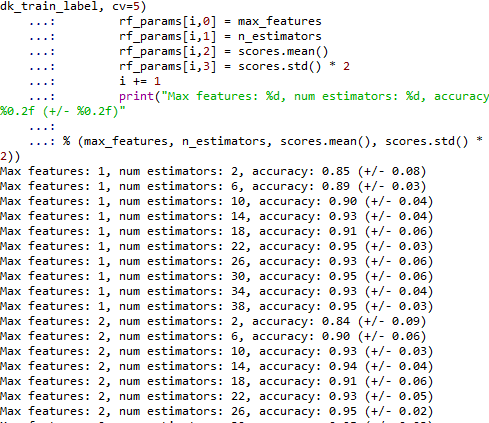 dk_train_label, cv=5)
...: rf_params[i,0] = max_features
...: rf_params[i,1] = n_estimators
...: rf_params[i,2] = scores.mean()
...: rf_params[i,3] = scores.std() * 2
...: i += 1
...: print("Max features: %d, num estimators: %d, accuracy
%0.2f (+/- %0.2f)"
...:
...: % (max_features, n_estimators, scores.mean(), scores.std() *
2))
Max features: 1, num estimators: 2, accuracy: 0.85 (+/- 0.08)
Max features: 1, num estimators: 6, accuracy: 0.89 (+/- 0.03)
Max features: 1, num estimators: 10, accuracy: 0.90 (+/- 0.04)
Max features: 1, num estimators: 14, accuracy: 0.93 (+/- 0.04)
Max features: 1, num estimators: 18, accuracy: 0.91 (+/- 0.06)
Max features: 1, num estimators: 22, accuracy: 0.95 (+/- 0.03)
Max features: 1, num estimators: 26, accuracy: 0.93 (+/- 0.06)
Max features: 1, num estimators: 30, accuracy: 0.95 (+/- 0.06)
Max features: 1, num estimators: 34, accuracy: 0.93 (+/- 0.04)
Max features: 1, num estimators: 38, accuracy: 0.95 (+/- 0.03)
Max features: 2, num estimators: 2, accuracy: 0.84 (+/- 0.09)
Max features: 2, num estimators: 6, accuracy: 0.90 (+/- 0.06)
Max features: 2, num estimators: 10, accuracy: 0.93 (+/- 0.03)
Max features: 2, num estimators: 14, accuracy: 0.94 (+/- 0.04)
Max features: 2, num estimators: 18, accuracy: 0.91 (+/- 0.06)
Max features: 2, num estimators: 22, accuracy: 0.93 (+/- 0.05)
Max features: 2, num estimators: 26, accuracy: 0.95 (+/- 0.02)